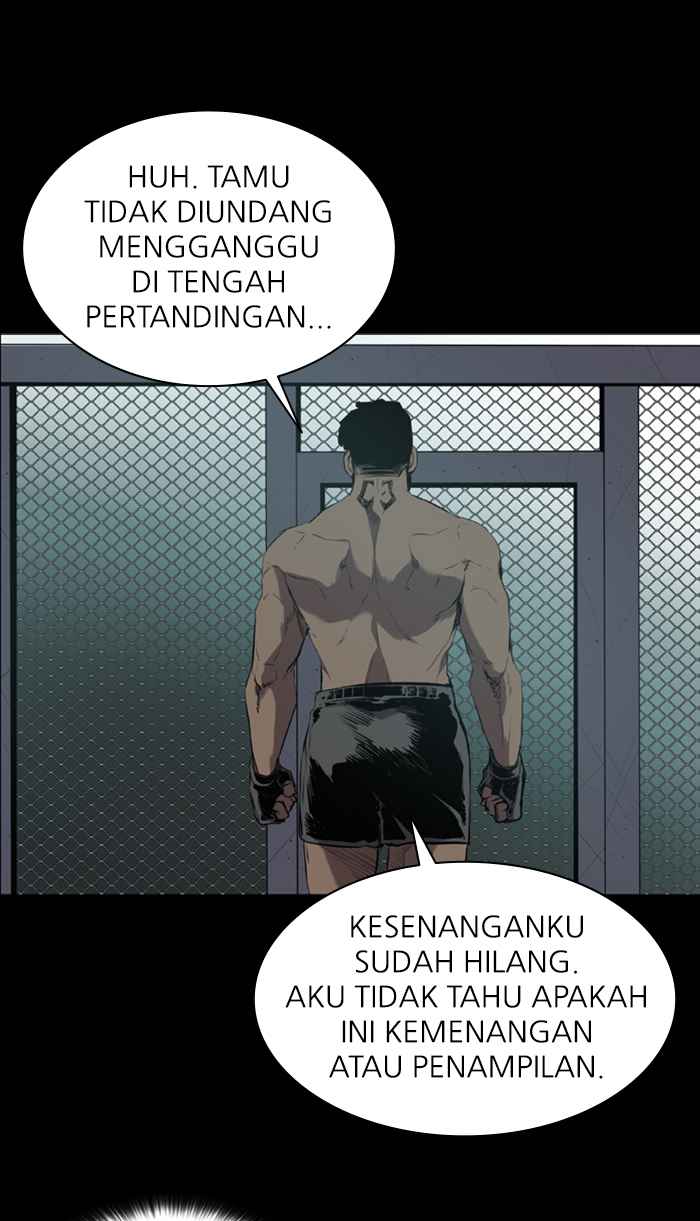 HUH. TAMU
TIDAK DIUNDANG
MENGGANGGU
DI TENGAH
PERTANDINGAN...
KESENANGANKU
SUDAH HILANG.
AKU TIDAK TAHU APAKAH
INI KEMENANGAN
ATAU PENAMPILAN.